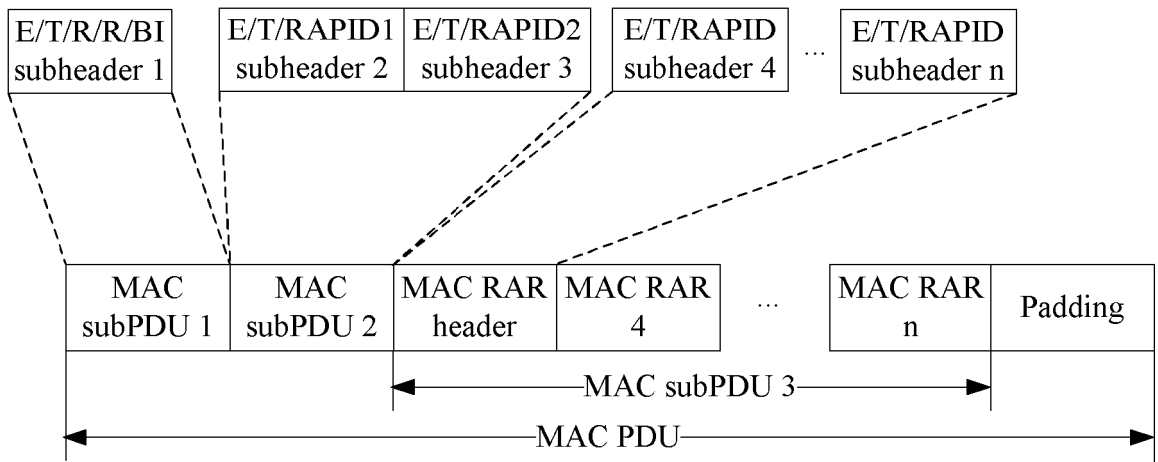 E/T/R/R/BI
subheader 1
E/T/RAPID1
subheader 2
E/T/RAPID2
subheader 3
E/T/RAPID
subheader 4
...
E/T/RAPID
subheader n
MAC
subPDU 1
MAC
subPDU 2
MAC RAR
header
MAC RAR
4
...
MAC RAR
n
Padding
MAC subPDU 3
MAC PDU